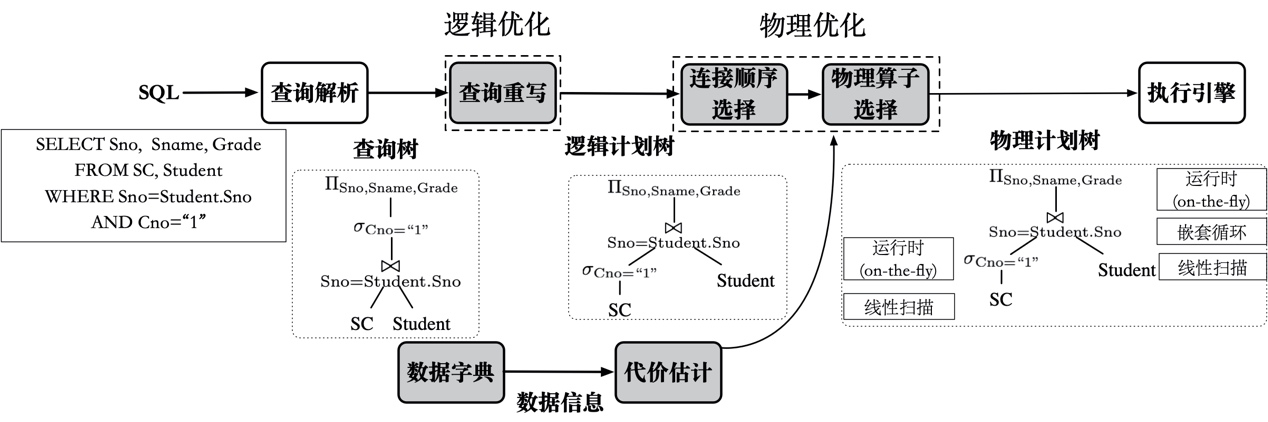 逻辑优化
物理优化
SQL
查询解析
查询重写
连接顺序
选择
物理算子
选择
执行引擎
SELECT Sno, Sname, Grade
FROM SC, Student
WHERE Sno=Student.Sno
AND Cno=“1”
查询树
ΠSno,Sname,Grade
σCno=“1”
⋈
Sno=Student.Sno
SC
Student
逻辑计划树
ΠSno,Sname,Grade
⋈
Sno=Student.Sno
σCno=“1”
Student
SC
物理计划树
ΠSno,Sname,Grade
运行时
(on-the-fly)
⋈
Sno=Student.Sno
嵌套循环
运行时
(on-the-fly)
σCno=“1”
Student
线性扫描
线性扫描
SC
数据字典
数据信息
代价估计